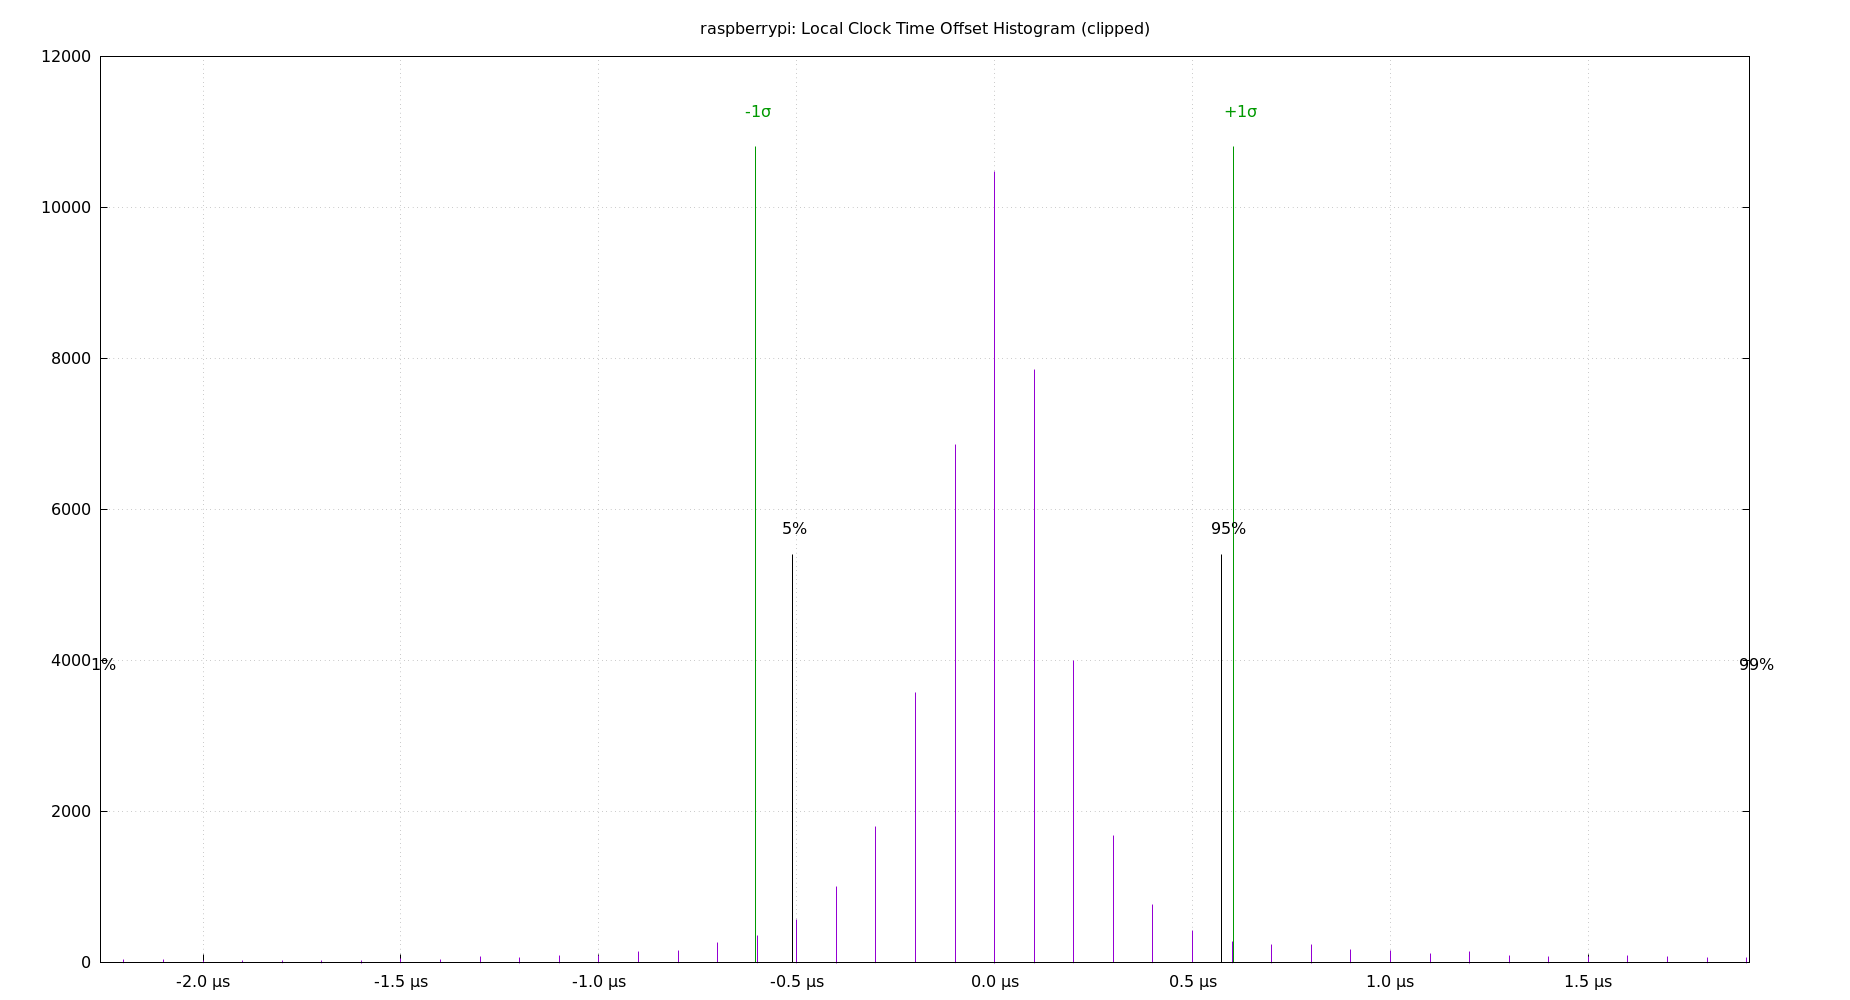 raspberrypi: Local Clock Time Offset Histogram (clipped)
12000
-1σ
+1σ
10000
8000
6000
5%
95%
4000
1%
99%
2000
0
-2.0 µs
-1.5 µs
-1.0 µs
-0.5 µs
0.0 µs
0.5 µs
1.0 µs
1.5 µs